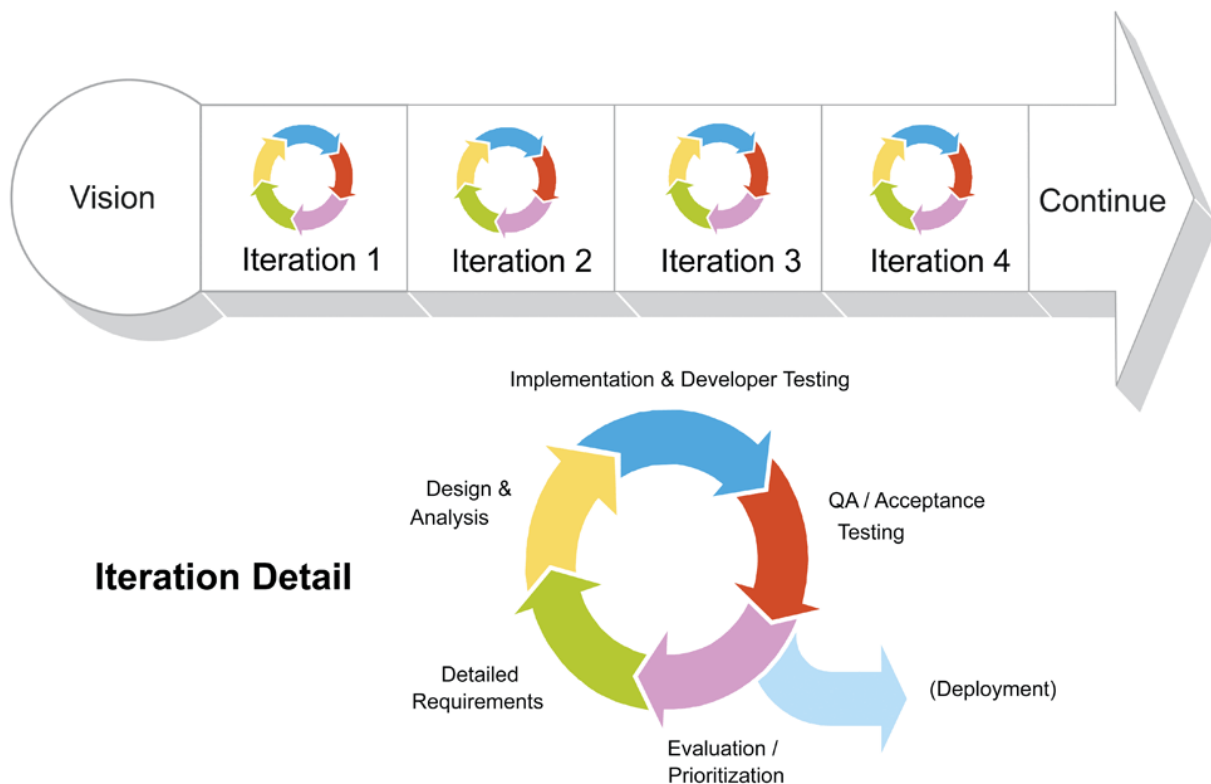 Vision
Iteration 1
Iteration 2
Iteration 3
Iteration 4
Continue
Implementation & Developer Testing
Design &
Analysis
QA / Acceptance
Testing
Iteration Detail
Detailed
Requirements
(Deployment)
Evaluation /
Prioritization